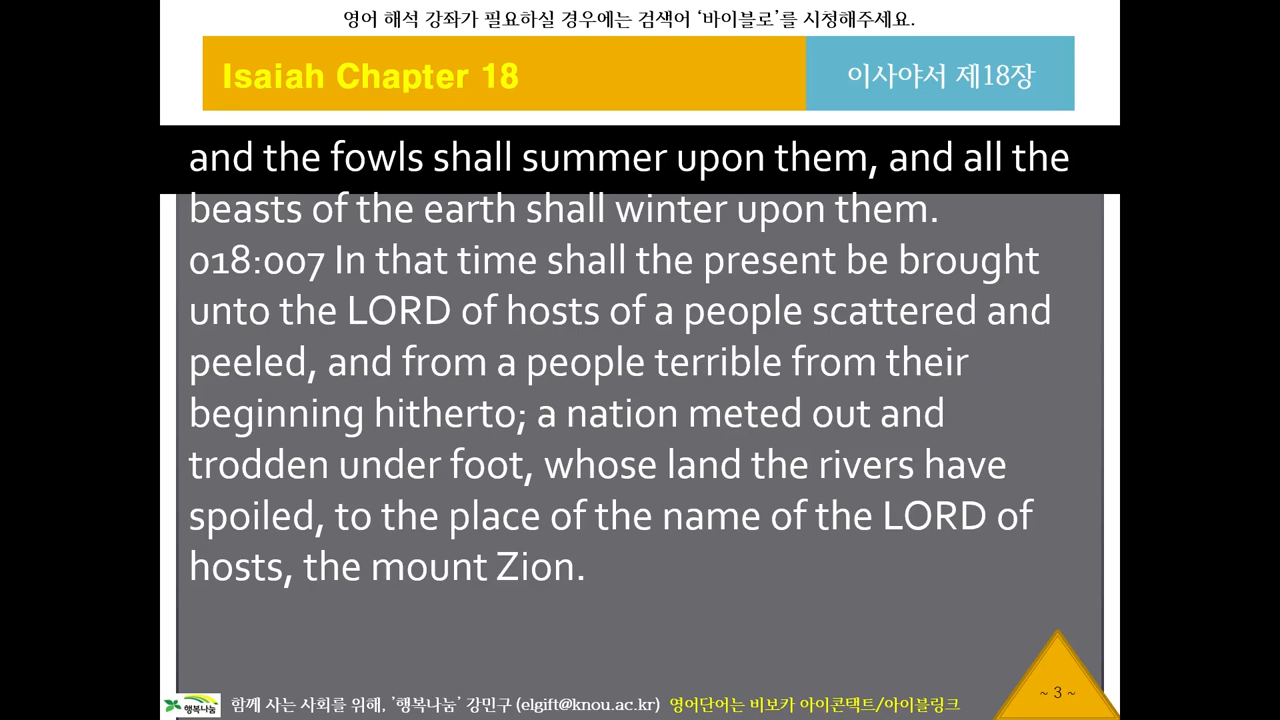 영어 해석 강좌가 필요하실 경우에는 검색어 ‘바이블로’를 시청해주세요.
Isaiah Chapter 18
이사야서 제18장
and the fowls shall summer upon them, and all the
beasts of the earth shall winter upon them.
018:007 In that time shall the present be brought
unto the LORD of hosts of a people scattered and
peeled, and from a people terrible from their
beginning hitherto; a nation meted out and
trodden under foot, whose land the rivers have
spoiled, to the place of the name of the LORD of
hosts, the mount Zion.
~ 3 ~
행복나눔
함께 사는 사회를 위해, ’행복나눔’ 강민구 (elgift@knou.ac.kr) 영어단어는 비보카 아이콘택트/아이블링크